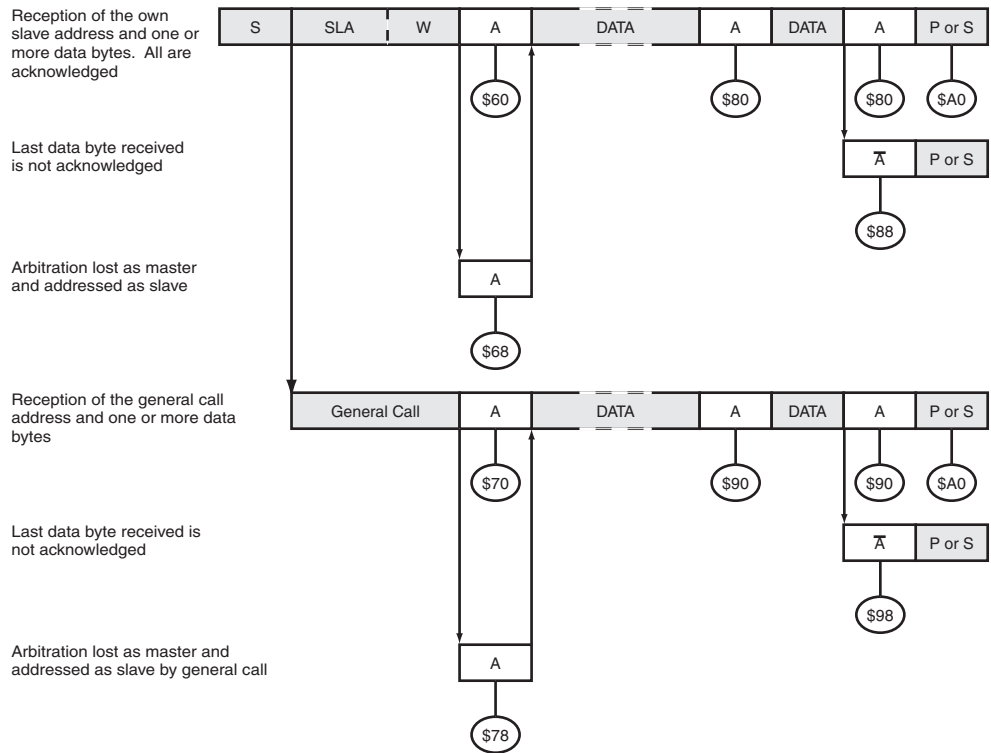 Reception of the own
slave address and one or
more data bytes. All are
acknowledged
S SLA W A DATA A DATA A P or S
$60 $80 $80 $A0
Last data byte received
is not acknowledged
A̅ P or S
$88
Arbitration lost as master
and addressed as slave
A
$68
Reception of the general call
address and one or more data
bytes
General Call A DATA A DATA A P or S
$70 $90 $90 $A0
Last data byte received is
not acknowledged
A̅ P or S
$98
Arbitration lost as master and
addressed as slave by general call
A
$78